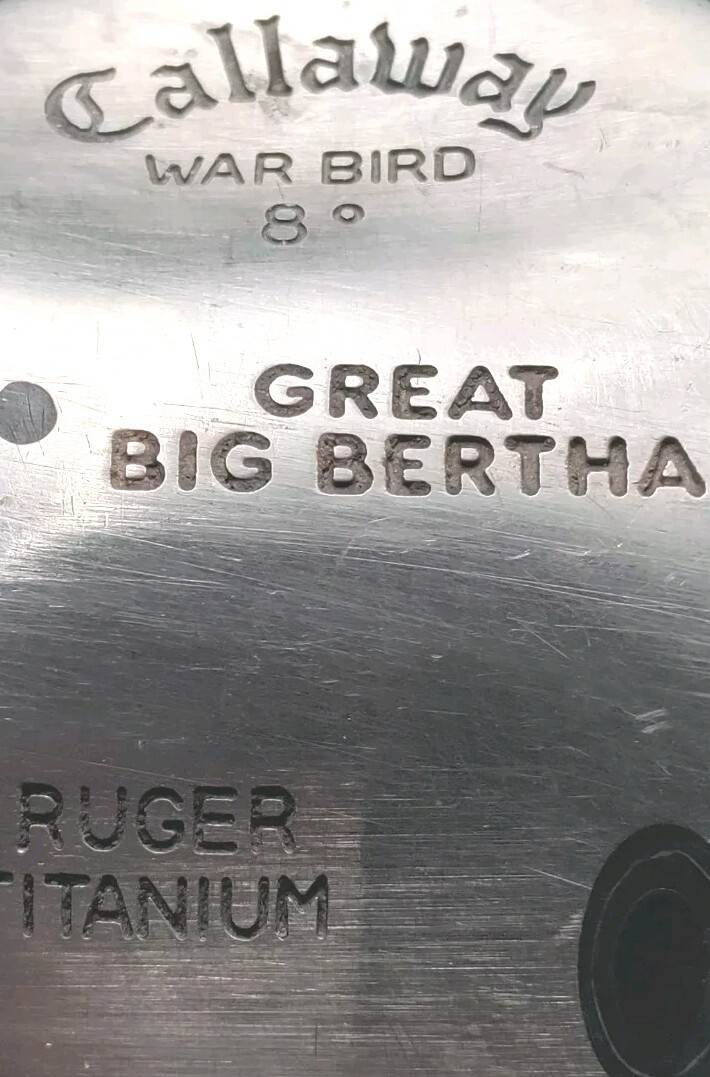 Callaway
WAR BIRD
8°
GREAT
BIG BERTHA
RUGER
TITANIUM